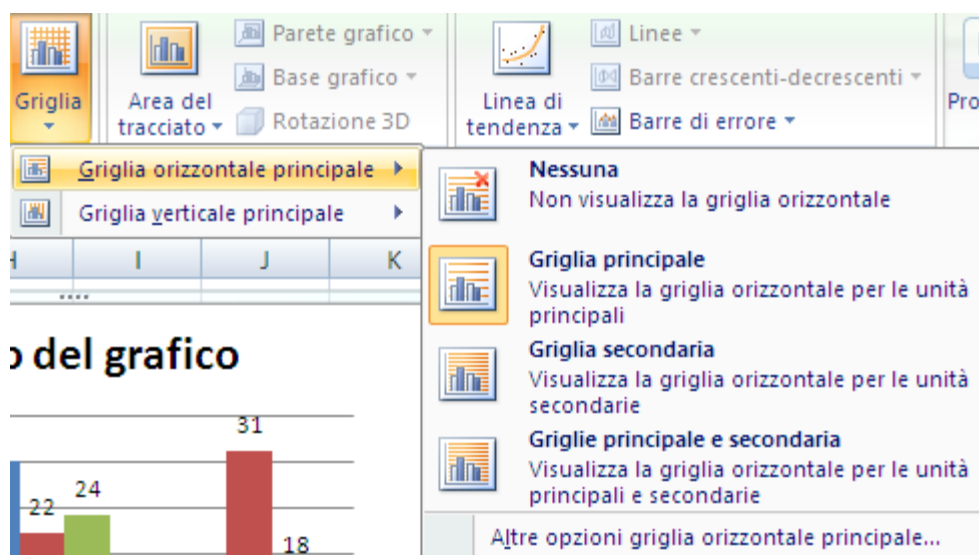 Griglia
Area del
tracciato
Parete grafico
Base grafico
Rotazione 3D
Linea di
tendenza
Linee
Barre crescenti-decrescenti
Barre di errore
Pro
Griglia orizzontale principale
Griglia verticale principale
Nessuna
Non visualizza la griglia orizzontale
Griglia principale
Visualizza la griglia orizzontale per le unità
principali
Griglia secondaria
Visualizza la griglia orizzontale per le unità
secondarie
Griglie principale e secondaria
Visualizza la griglia orizzontale per le unità
principali e secondarie
Altre opzioni griglia orizzontale principale...
H I J K
del grafico
31
24
22
18